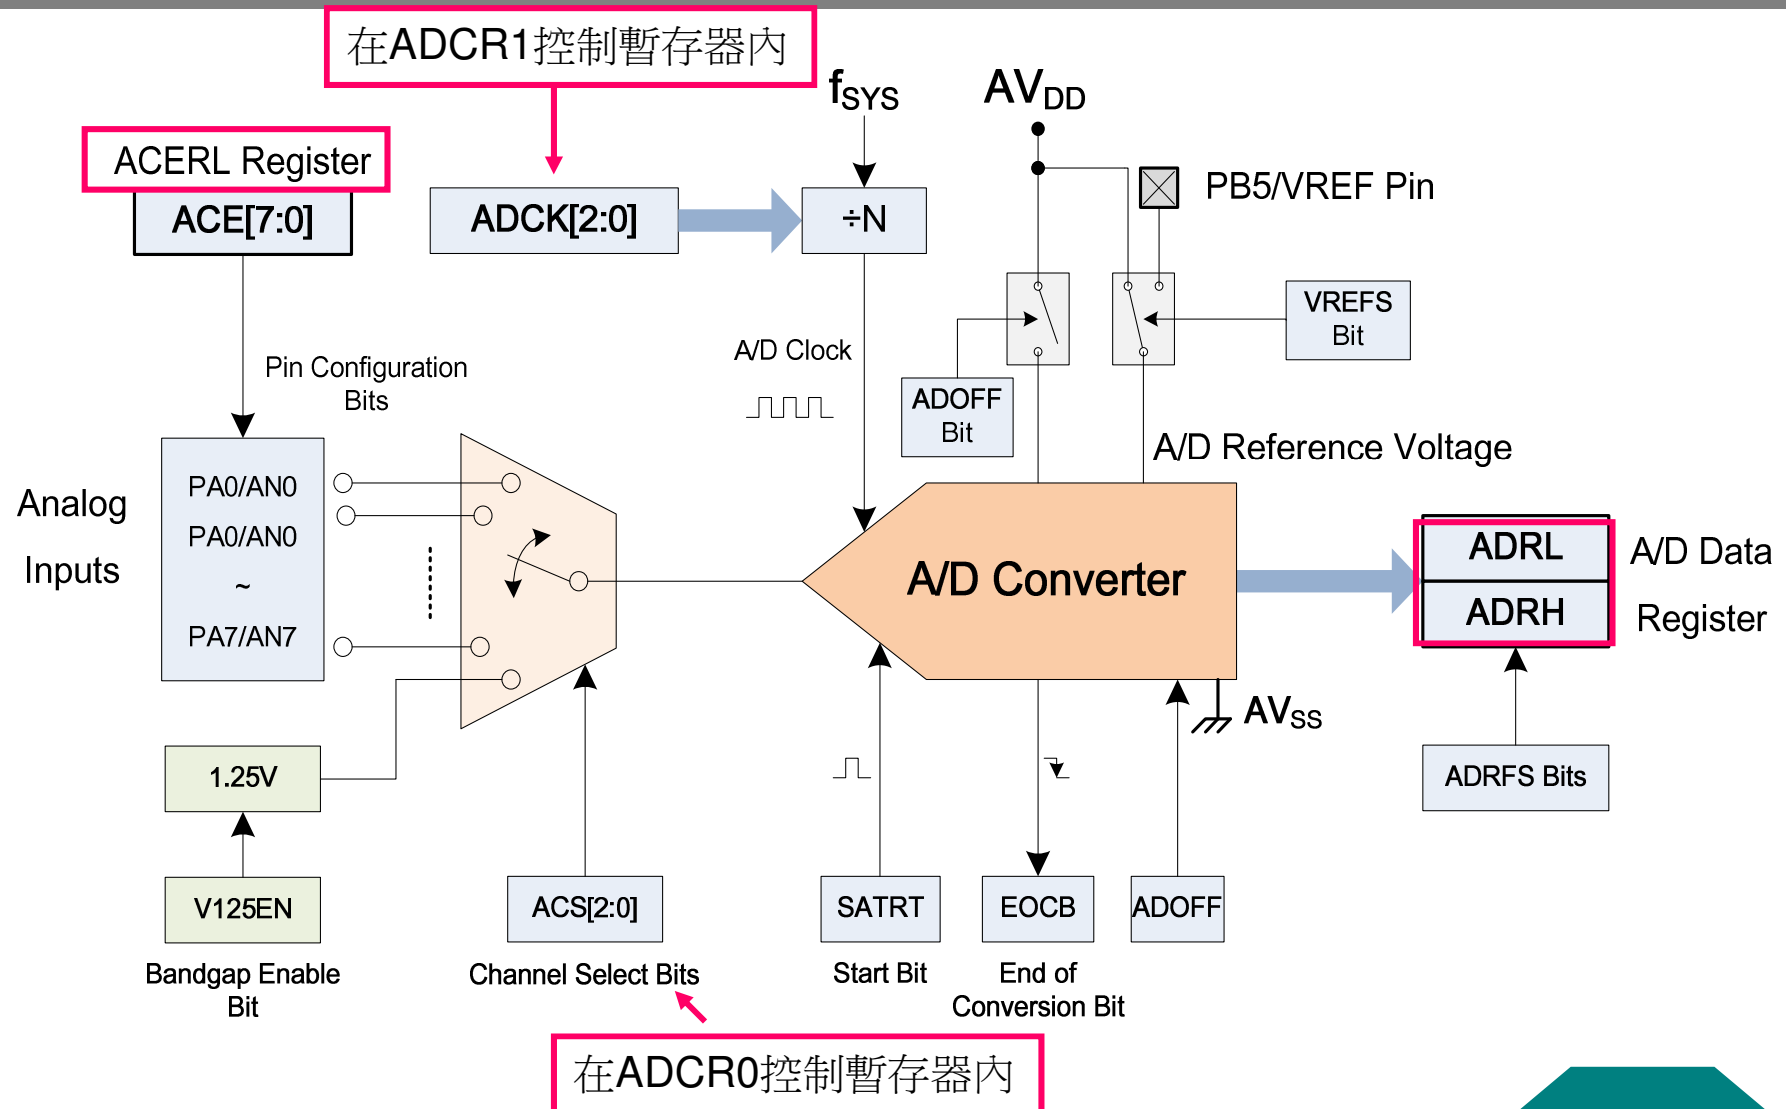 在ADCR1控制暫存器內
fSYS
AVDD
ACERL Register
ACE[7:0]
ADCK[2:0]
÷N
PB5/VREF Pin
VREFS
Bit
A/D Clock
Pin Configuration
Bits
ADOFF
Bit
A/D Reference Voltage
Analog
Inputs
PA0/AN0
PA0/AN0
~
PA7/AN7
A/D Converter
ADRL
ADRH
A/D Data
Register
AVSS
1.25V
ADRFS Bits
V125EN
ACS[2:0]
SATRT
EOCB
ADOFF
Bandgap Enable
Bit
Channel Select Bits
Start Bit
End of
Conversion Bit
在ADCR0控制暫存器內